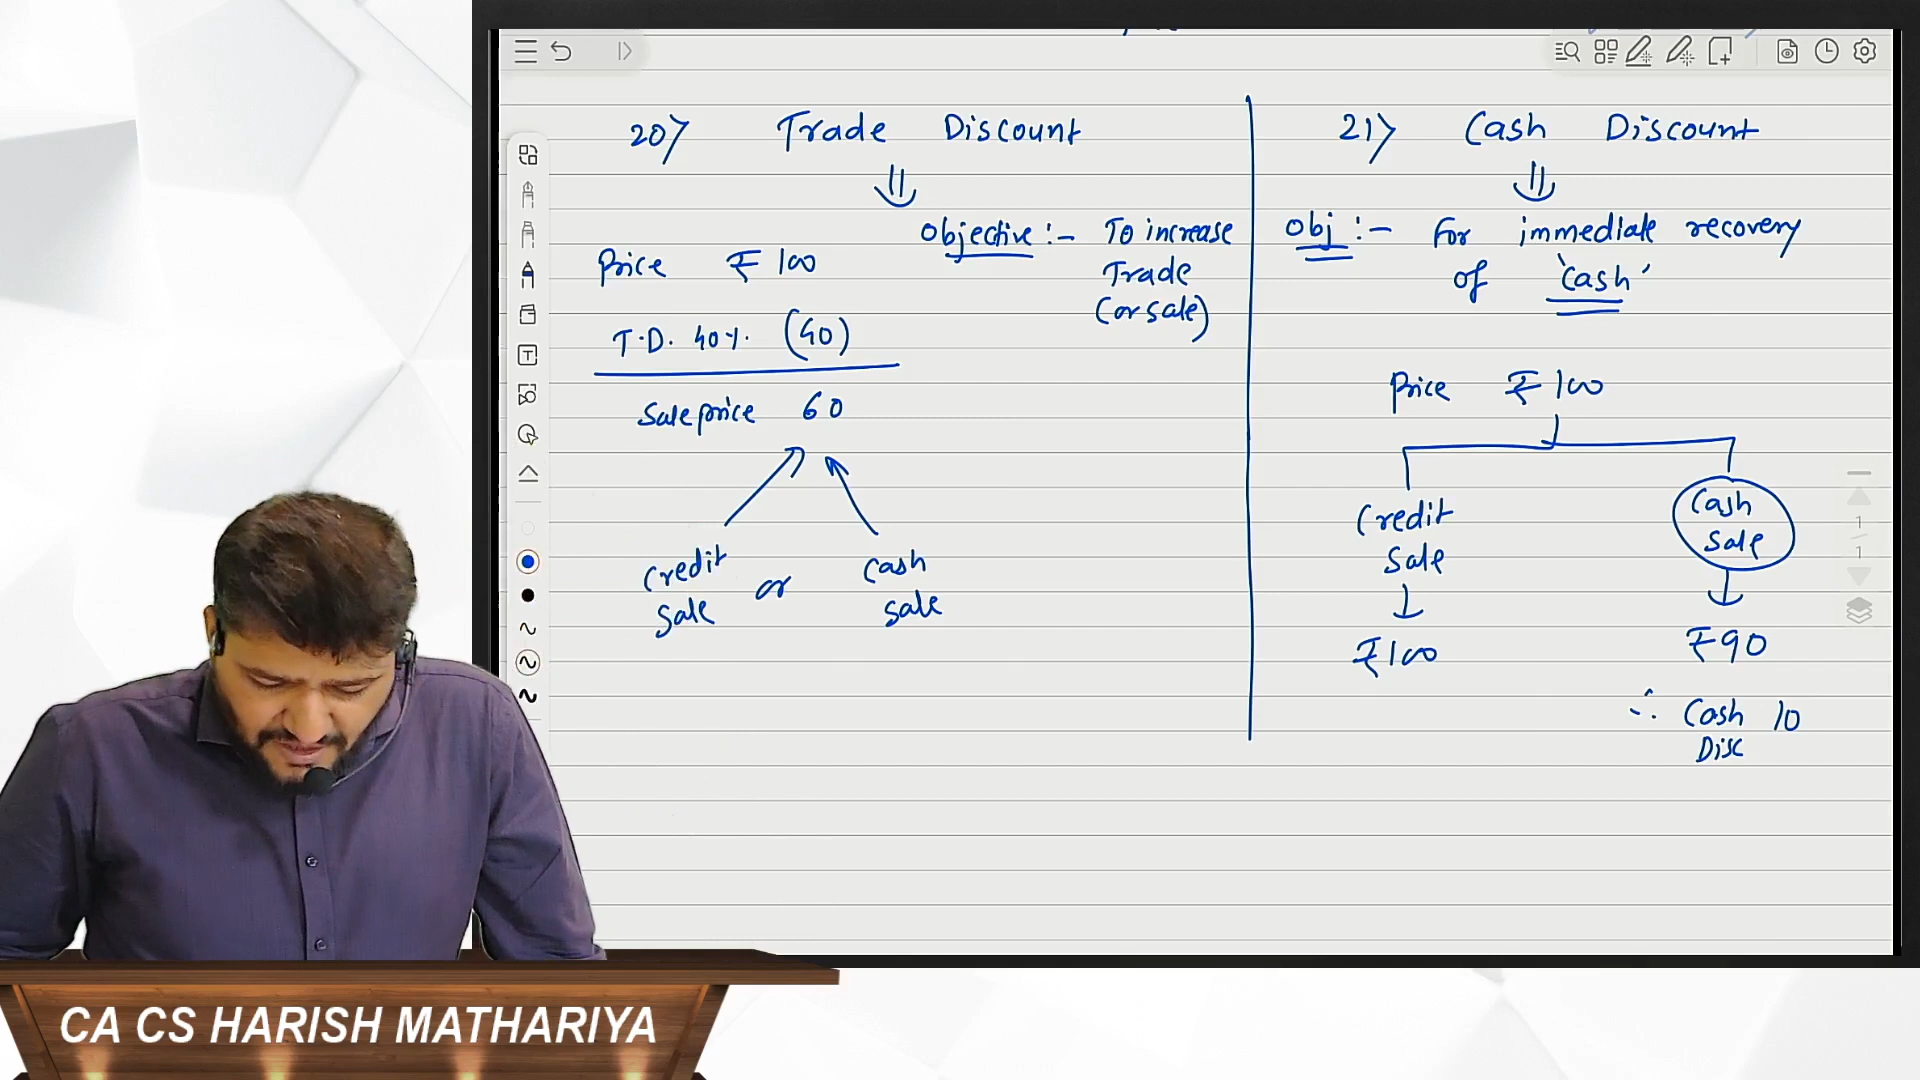 20) Trade Discount
Objective :- To increase
Trade
(or sale)
Price ₹ 100
T.D. 40%. (40)
Sale price 60
Credit
Sale
or
Cash
Sale
21) Cash Discount
Obj :- For immediate recovery
of 'Cash'
Price ₹ 100
Credit
Sale
₹100
Cash
Sale
₹90
∴ Cash 10
Disc
1
1
CA CS HARISH MATHARIYA